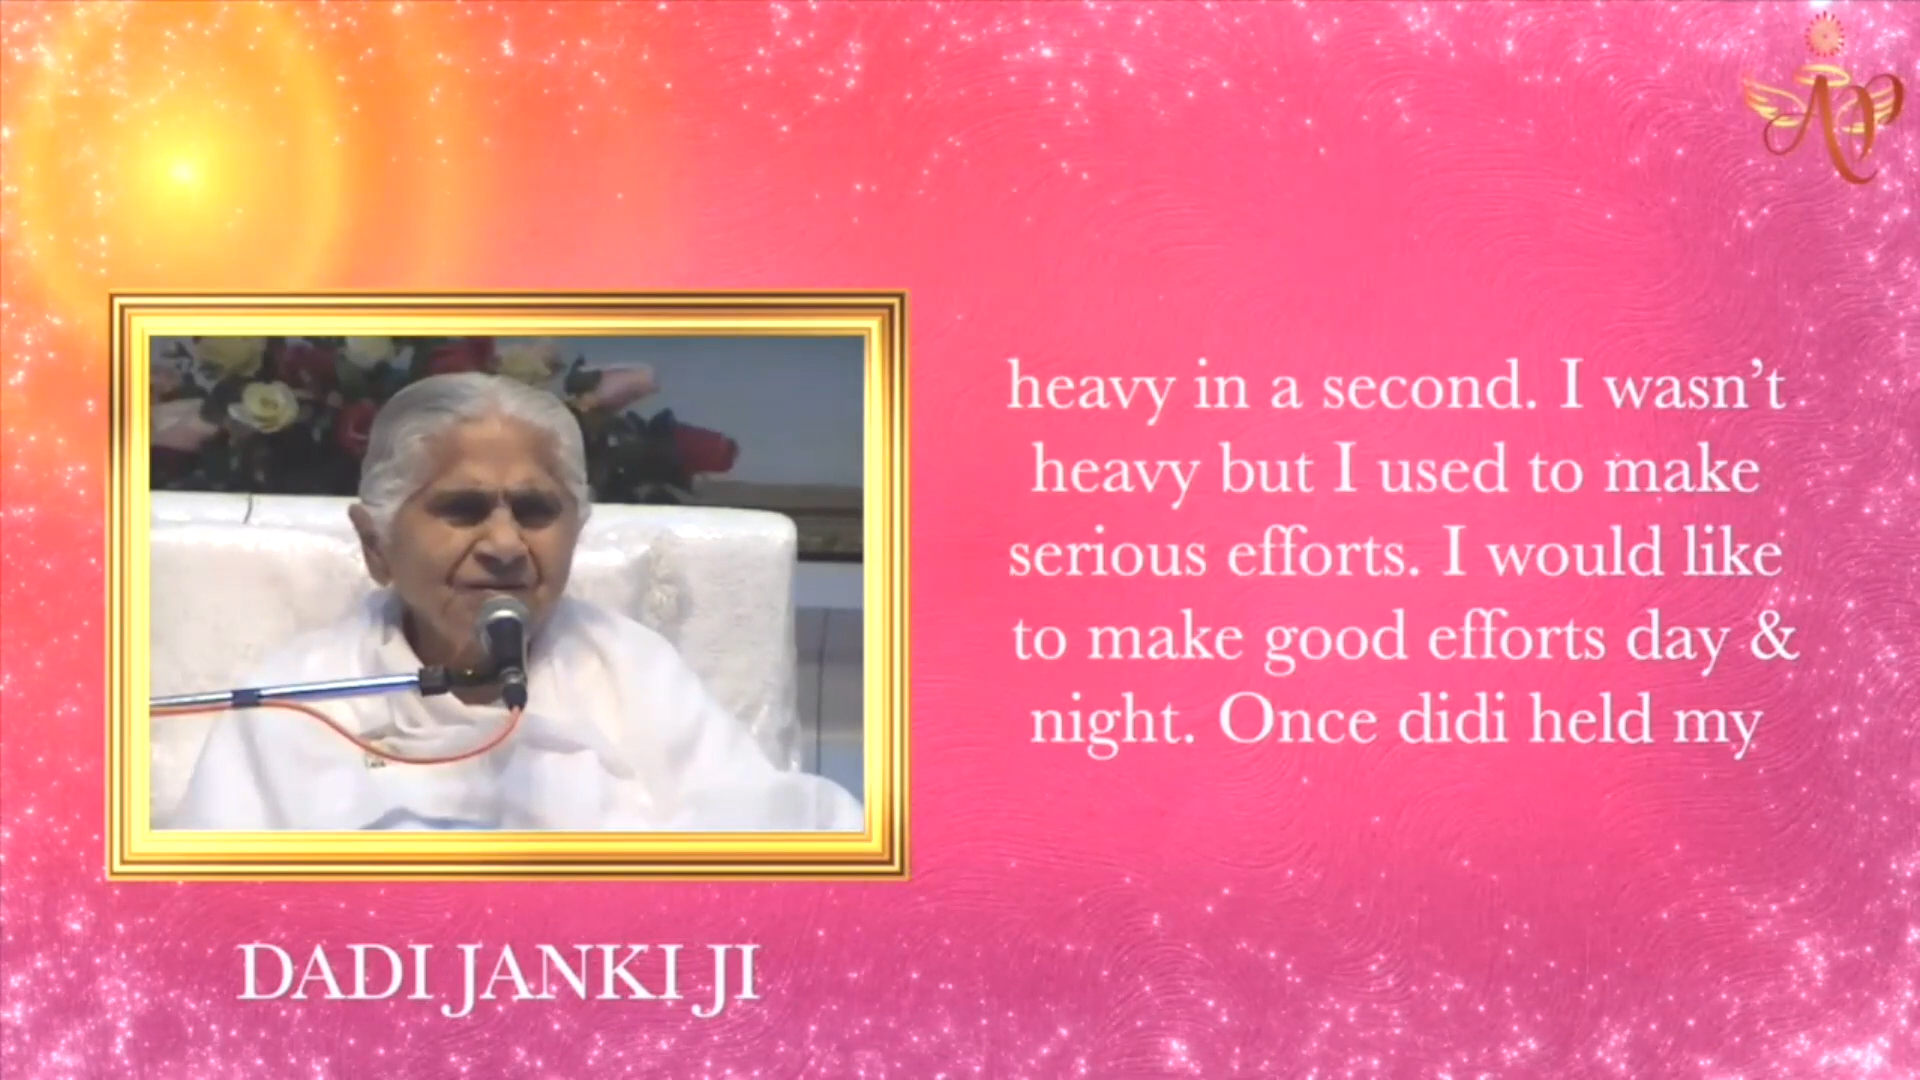 heavy in a second. I wasn’t
heavy but I used to make
serious efforts. I would like
to make good efforts day &
night. Once didi held my
DADI JANKI JI